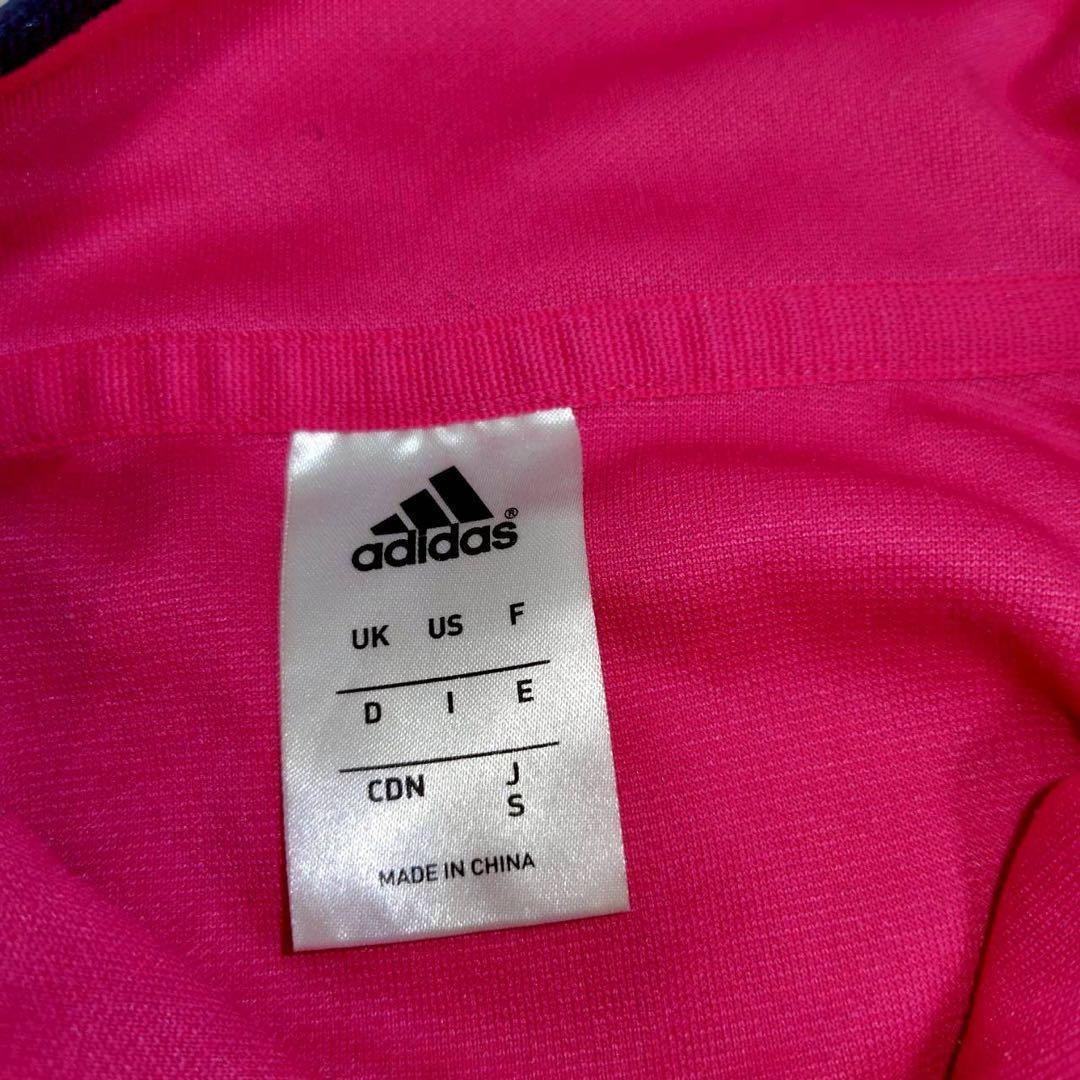 adidas®
UK US F
D I E
CDN J
S
MADE IN CHINA